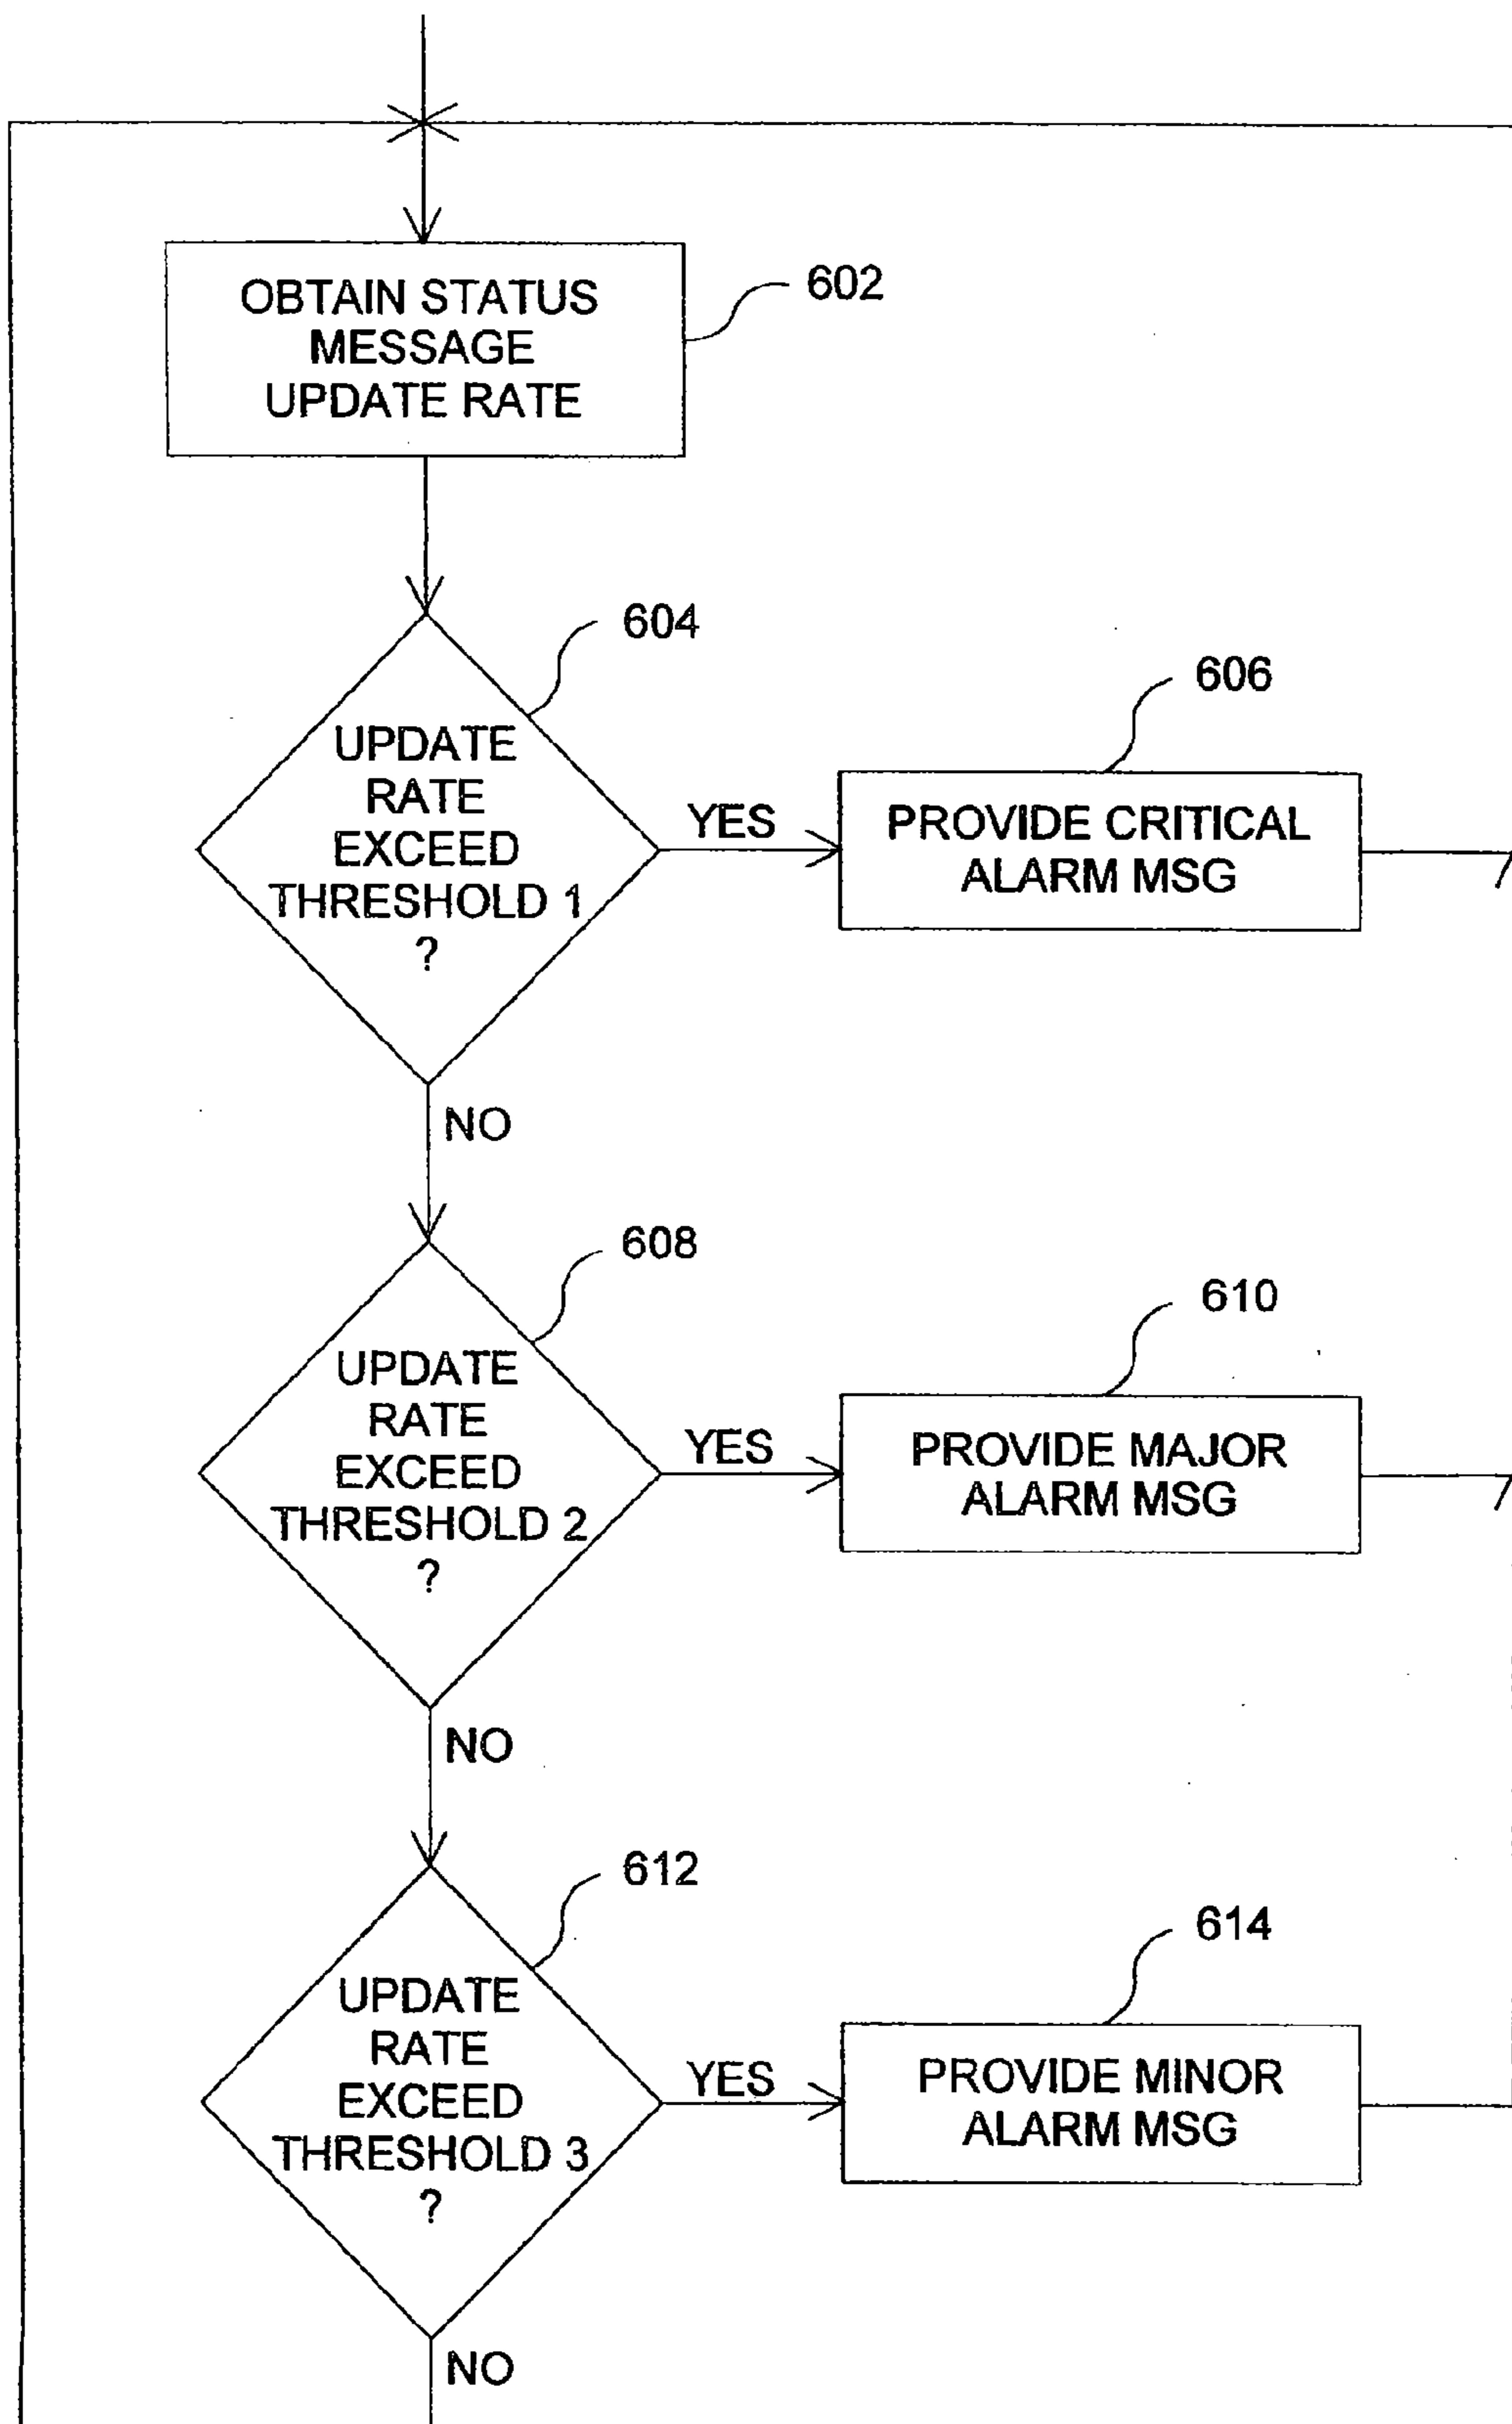 OBTAIN STATUS
MESSAGE
UPDATE RATE
602
604
UPDATE
RATE
EXCEED
THRESHOLD 1
?
YES
606
PROVIDE CRITICAL
ALARM MSG
NO
608
UPDATE
RATE
EXCEED
THRESHOLD 2
?
YES
610
PROVIDE MAJOR
ALARM MSG
NO
612
UPDATE
RATE
EXCEED
THRESHOLD 3
?
YES
614
PROVIDE MINOR
ALARM MSG
NO